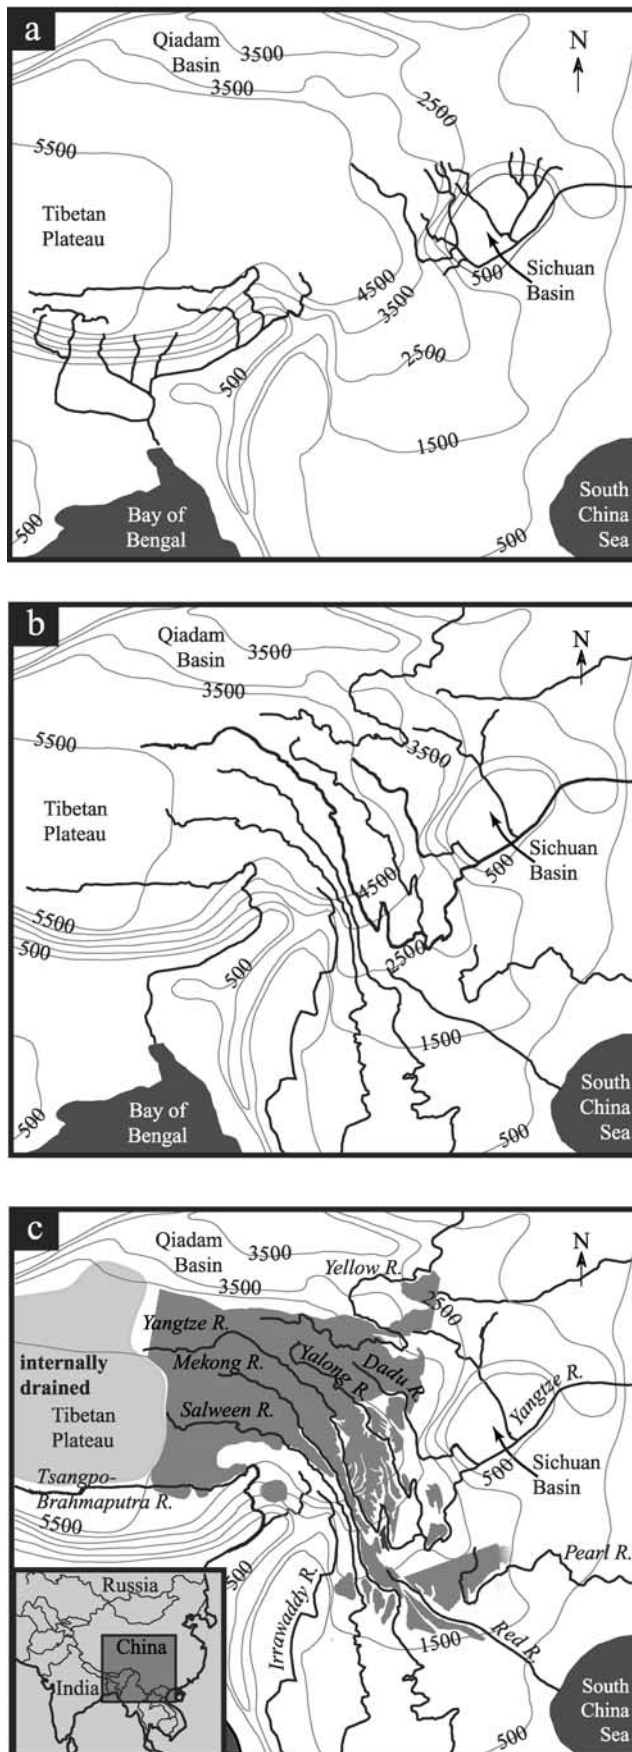 a
Qiadam
Basin
3500
3500
2500
N
5500
Tibetan
Plateau
4500
3500
500
Sichuan
Basin
2500
500
1500
500
Bay of
Bengal
500
South
China
Sea
b
Qiadam
Basin
3500
3500
N
5500
3500
Tibetan
Plateau
4500
500
Sichuan
Basin
5500
500
500
2500
1500
500
Bay of
Bengal
500
South
China
Sea
c
Qiadam
Basin
3500
3500
Yellow R.
N
2500
Yangtze R.
internally
drained
Mekong R.
Yalong R.
Dadu R.
Yangtze R.
Tibetan
Plateau
Salween R.
500
Sichuan
Basin
Tsangpo-
Brahmaputra R.
5500
500
Pearl R.
Irrawaddy R.
Red R.
1500
500
South
China
Sea
Russia
China
India